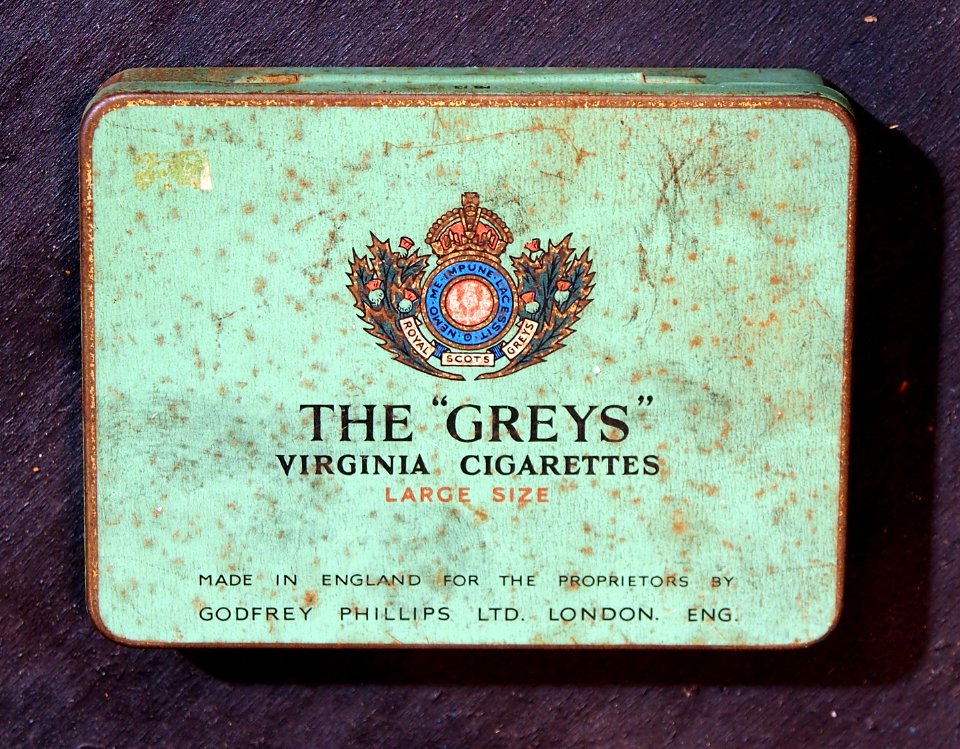 NEMO·ME·IMPUNE·LACESSIT
ROYAL SCOTS GREYS
THE "GREYS"
VIRGINIA CIGARETTES
LARGE SIZE
MADE IN ENGLAND FOR THE PROPRIETORS BY
GODFREY PHILLIPS LTD. LONDON. ENG.